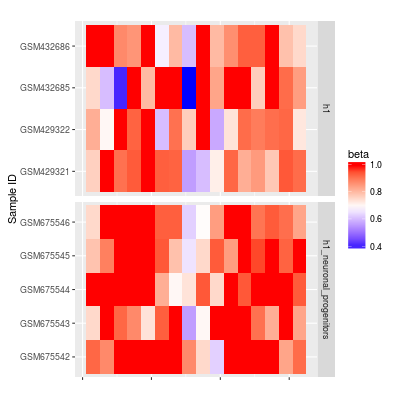 GSM432686
GSM432685
GSM429322
GSM429321
h1
GSM675546
GSM675545
GSM675544
GSM675543
GSM675542
h1_neuronal_progenitors
Sample ID
beta
1.0
0.8
0.6
0.4